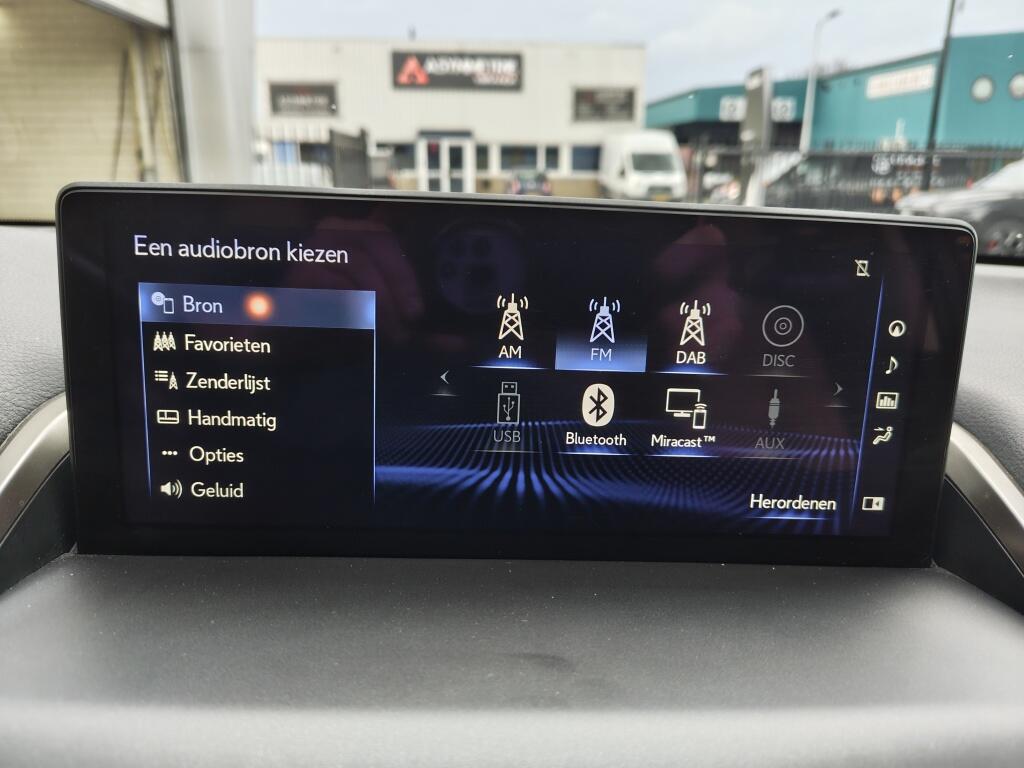 Een audiobron kiezen
Bron
Favorieten
Zenderlijst
Handmatig
Opties
Geluid
AM
FM
DAB
DISC
USB
Bluetooth
Miracast™
AUX
Herordenen